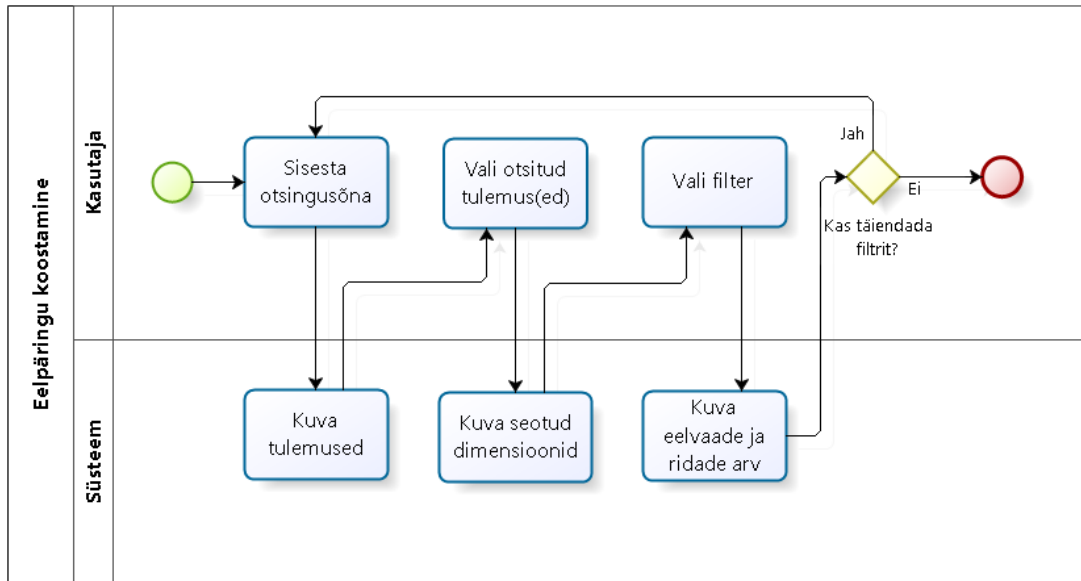 Eelpäringu koostamine
Kasutaja
Sisesta
otsingusõna
Vali otsitud
tulemus(ed)
Vali filter
Jah
Ei
Kas täiendada
filtrit?
Süsteem
Kuva
tulemused
Kuva seotud
dimensioonid
Kuva
eelvaade ja
ridade arv